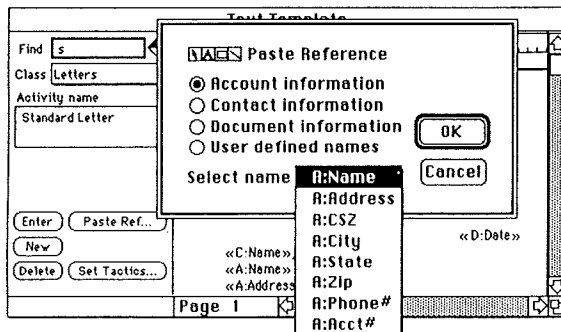 Text Template
Find s
Class Letters
Activity name
Standard Letter
Enter
Paste Ref...
New
Delete
Set Tactics...
Paste Reference
Account information
Contact information
Document information
User defined names
OK
Cancel
Select name A:Name
A:Address
A:CSZ
A:City
A:State
A:Zip
A:Phone#
A:Acct#
«D:Date»
«C:Name»
«A:Name»
«A:Address
Page 1